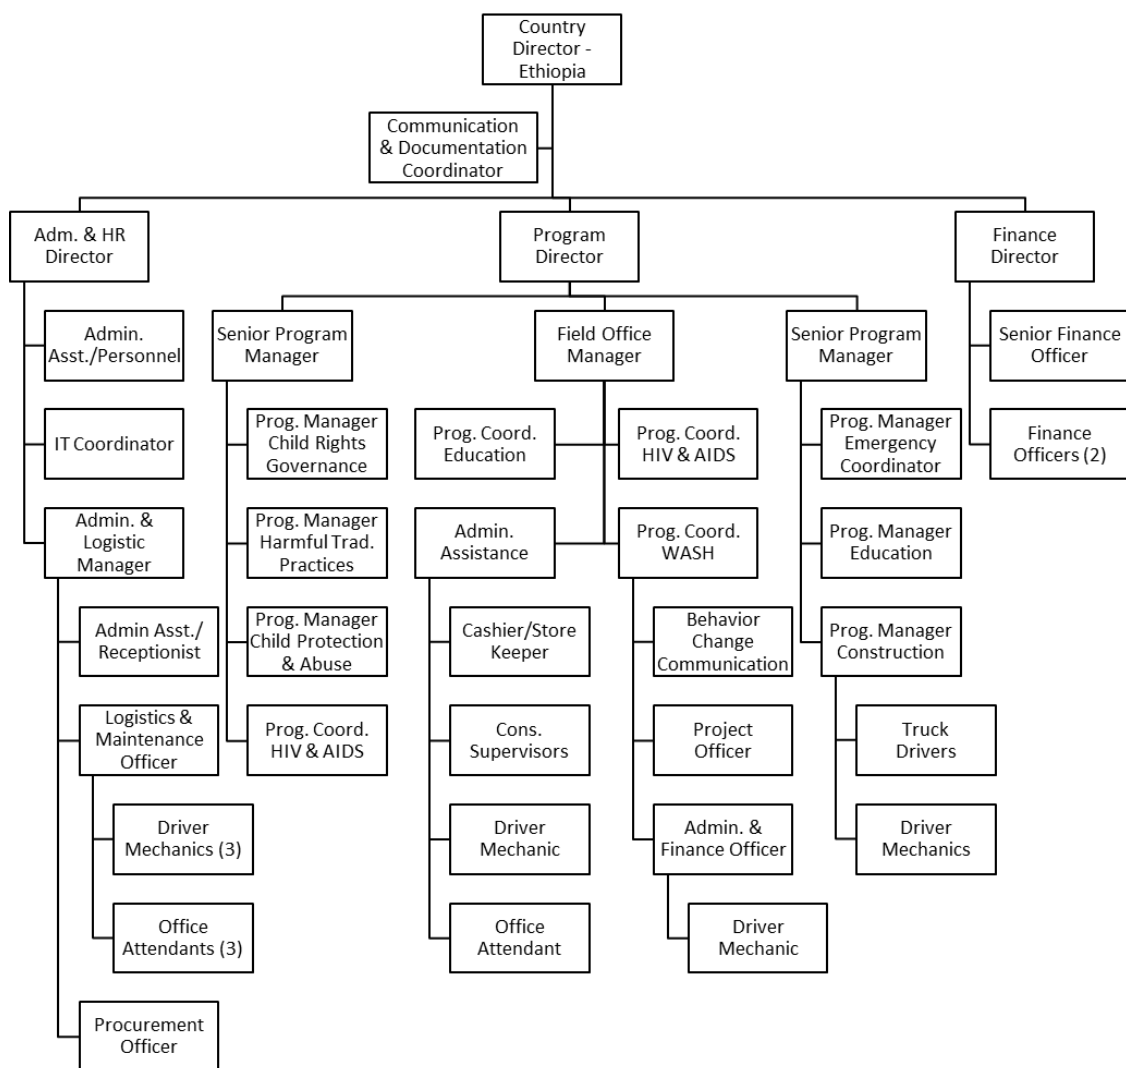 Country
Director -
Ethiopia
Communication
& Documentation
Coordinator
Adm. & HR
Director
Program
Director
Finance
Director
Admin.
Asst./Personnel
Senior Program
Manager
Field Office
Manager
Senior Program
Manager
Senior Finance
Officer
IT Coordinator
Prog. Manager
Child Rights
Governance
Prog. Coord.
Education
Prog. Coord.
HIV & AIDS
Prog. Manager
Emergency
Coordinator
Finance
Officers (2)
Admin. &
Logistic
Manager
Prog. Manager
Harmful Trad.
Practices
Admin.
Assistance
Prog. Coord.
WASH
Prog. Manager
Education
Admin Asst./
Receptionist
Prog. Manager
Child Protection
& Abuse
Cashier/Store
Keeper
Behavior
Change
Communication
Prog. Manager
Construction
Logistics &
Maintenance
Officer
Prog. Coord.
HIV & AIDS
Cons.
Supervisors
Project
Officer
Truck
Drivers
Driver
Mechanics (3)
Driver
Mechanic
Admin. &
Finance Officer
Driver
Mechanics
Office
Attendants (3)
Office
Attendant
Driver
Mechanic
Procurement
Officer